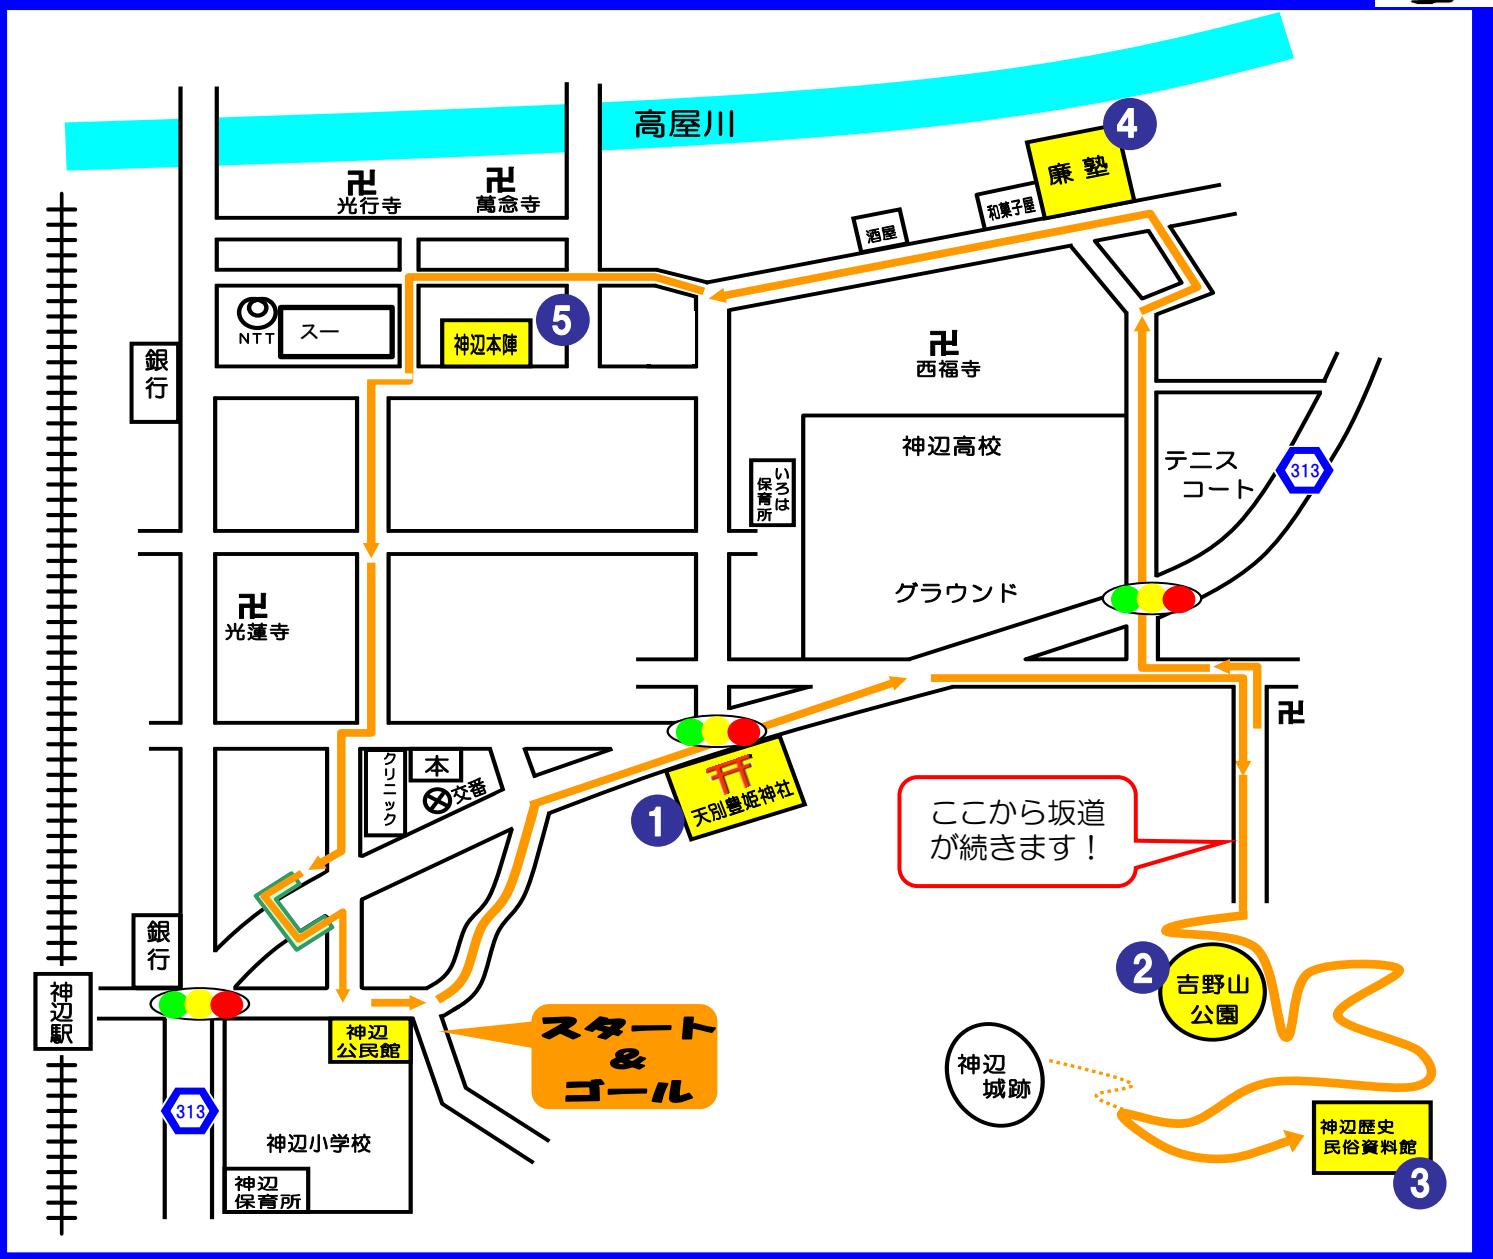 高屋川
4
廉塾
和菓子屋
酒屋
卍
光行寺
卍
萬念寺
NTT
スー
5
神辺本陣
銀行
卍
西福寺
神辺高校
テニス
コート
313
いろは
保育所
グラウンド
卍
光蓮寺
卍
クリニック
本
交番
1
天別豊姫神社
ここから坂道
が続きます！
銀行
神辺駅
神辺
公民館
スタート
&
ゴール
2
吉野山
公園
神辺
城跡
313
神辺小学校
神辺
保育所
神辺歴史
民俗資料館
3